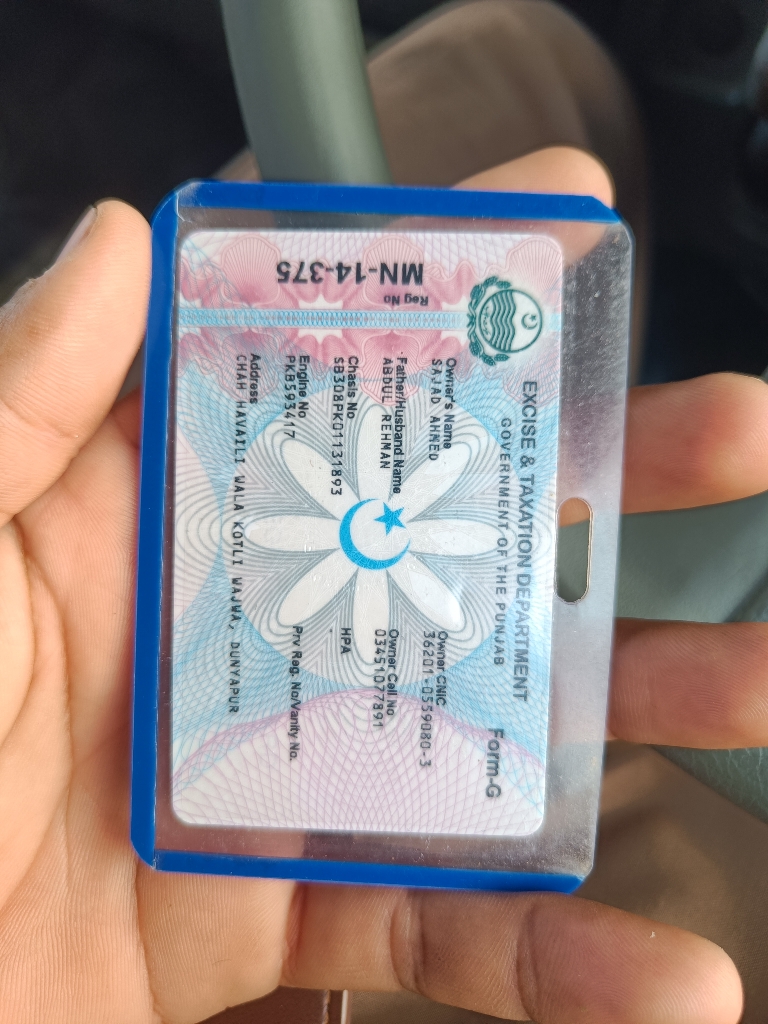 EXCISE & TAXATION DEPARTMENT
GOVERNMENT OF THE PUNJAB
Form-G
Reg No
MN-14-375
Owner's Name
SAJAD AHMED
Owner CNIC
36201-0559080-3
Father/Husband Name
ABDUL REHMAN
Owner Cell No
03451077891
Chasis No
SB308PK01131893
HPA
Engine No
PKB593417
Prv Reg. No/Vanity No.
Address
CHAH HAVAILI WALA KOTLI WAJWA, DUNYAPUR